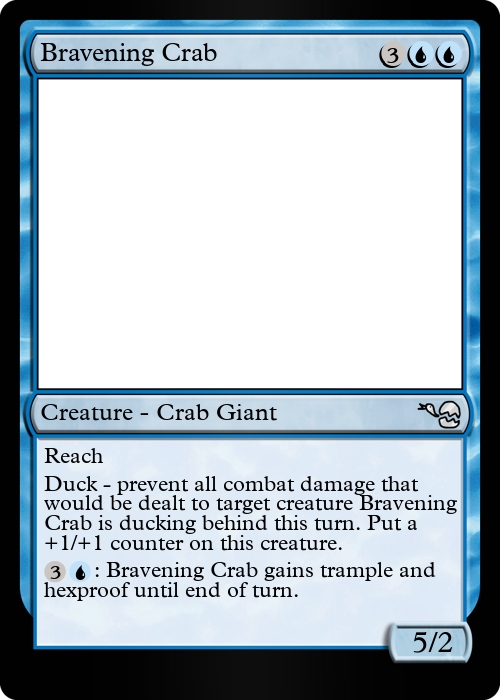 Bravening Crab 3
Creature - Crab Giant
Reach
Duck - prevent all combat damage that
would be dealt to target creature Bravening
Crab is ducking behind this turn. Put a
+1/+1 counter on this creature.
3 : Bravening Crab gains trample and
hexproof until end of turn.
5/2